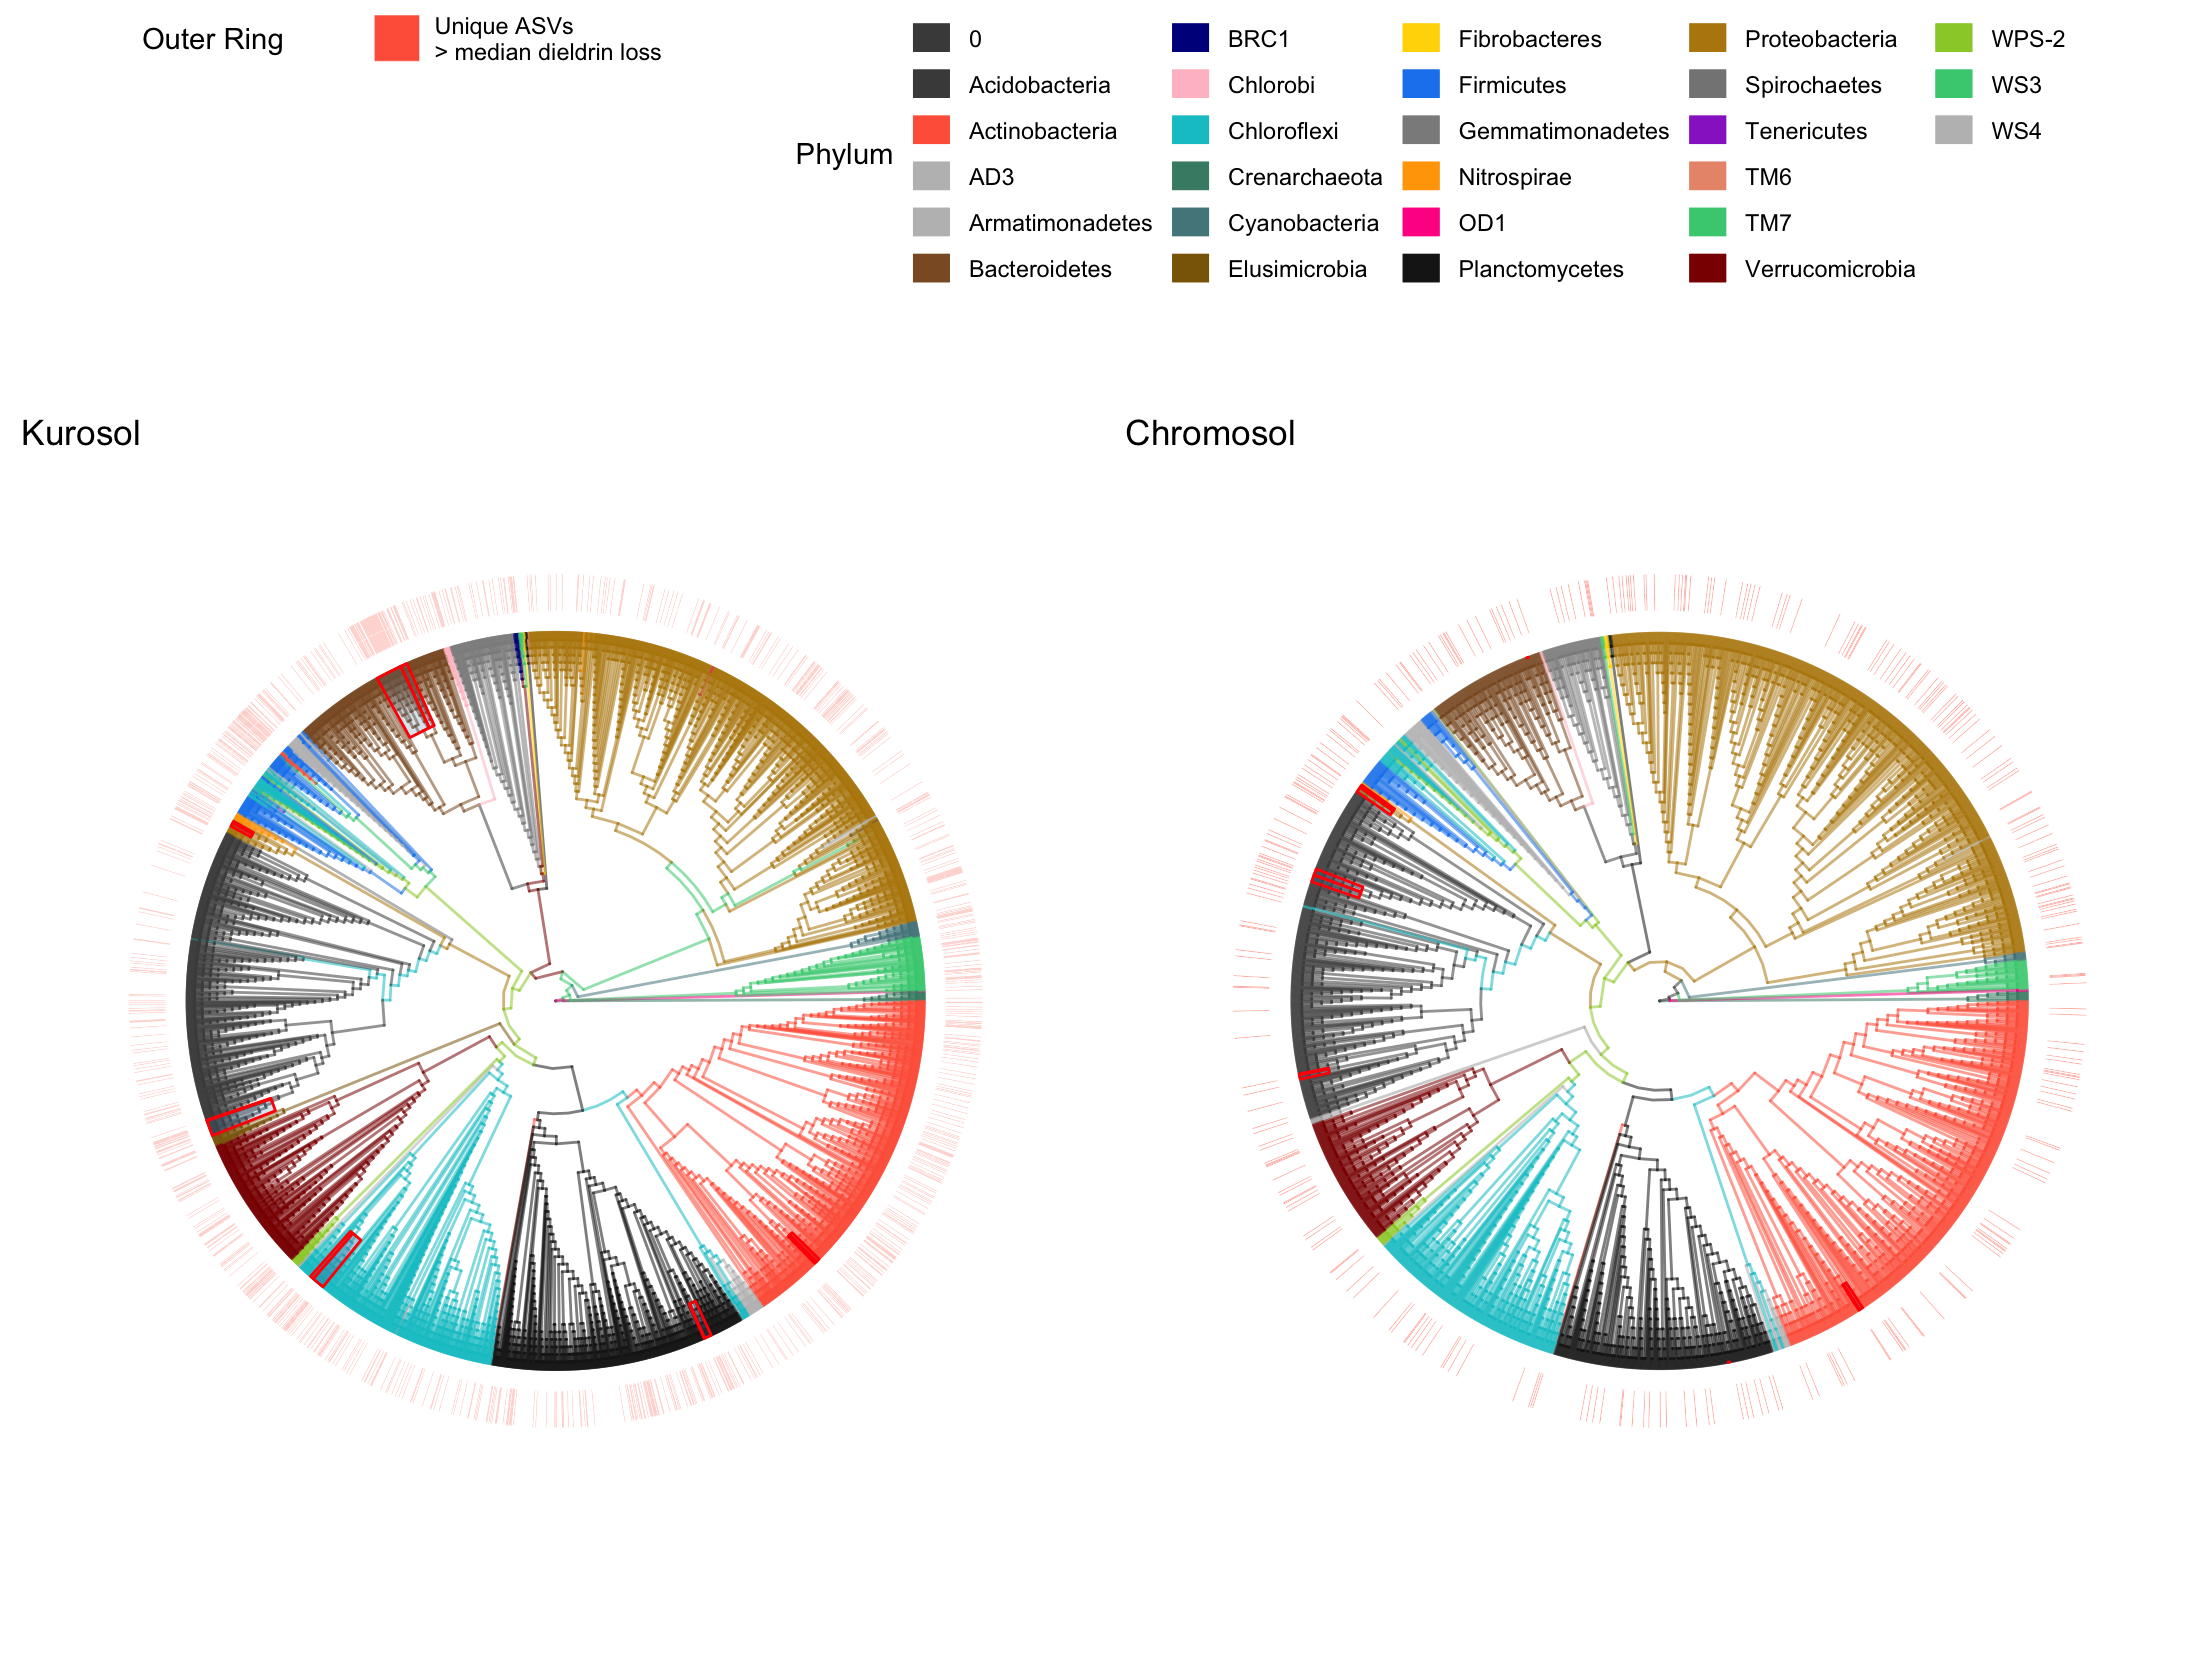 Outer Ring
Unique ASVs
> median dieldrin loss
Phylum
0
Acidobacteria
Actinobacteria
AD3
Armatimonadetes
Bacteroidetes
BRC1
Chlorobi
Chloroflexi
Crenarchaeota
Cyanobacteria
Elusimicrobia
Fibrobacteres
Firmicutes
Gemmatimonadetes
Nitrospirae
OD1
Planctomycetes
Proteobacteria
Spirochaetes
Tenericutes
TM6
TM7
Verrucomicrobia
WPS-2
WS3
WS4
Kurosol
Chromosol